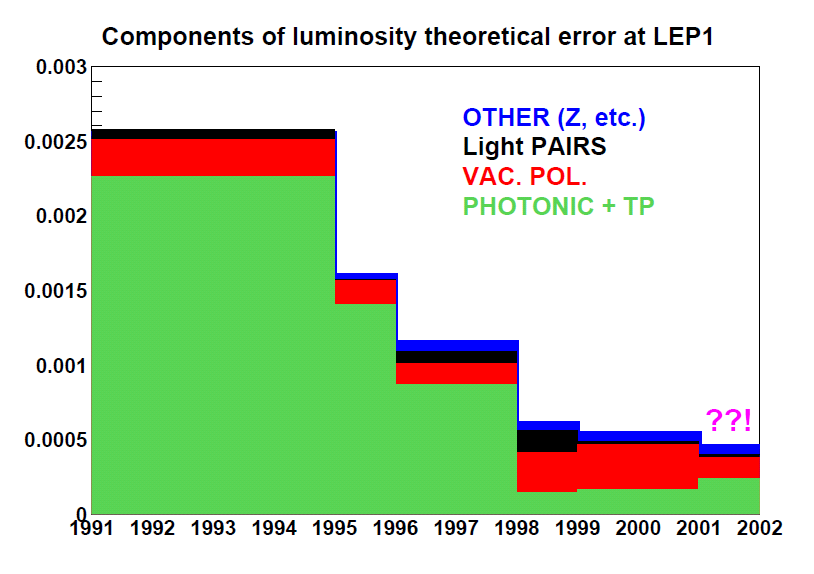 Components of luminosity theoretical error at LEP1
0.003
0.0025
0.002
0.0015
0.001
0.0005
0
OTHER (Z, etc.)
Light PAIRS
VAC. POL.
PHOTONIC + TP
??!
1991 1992 1993 1994 1995 1996 1997 1998 1999 2000 2001 2002